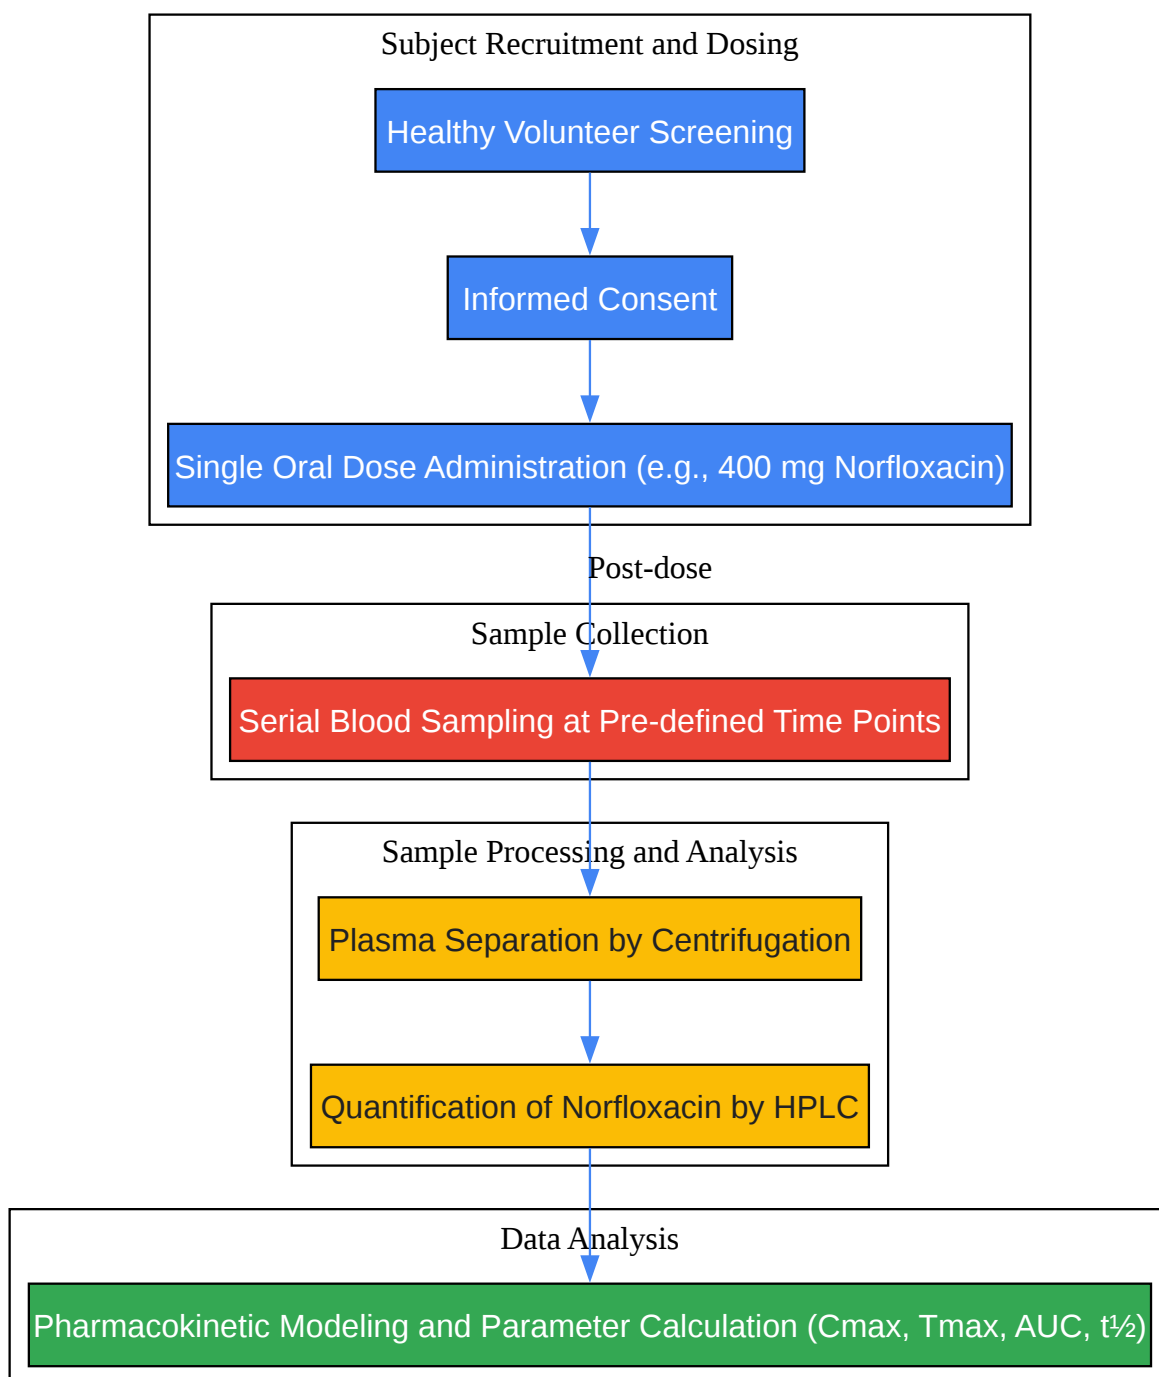 Subject Recruitment and Dosing
Healthy Volunteer Screening
Informed Consent
Single Oral Dose Administration (e.g., 400 mg Norfloxacin)
Post-dose
Sample Collection
Serial Blood Sampling at Pre-defined Time Points
Sample Processing and Analysis
Plasma Separation by Centrifugation
Quantification of Norfloxacin by HPLC
Data Analysis
Pharmacokinetic Modeling and Parameter Calculation (Cmax, Tmax, AUC, t½)